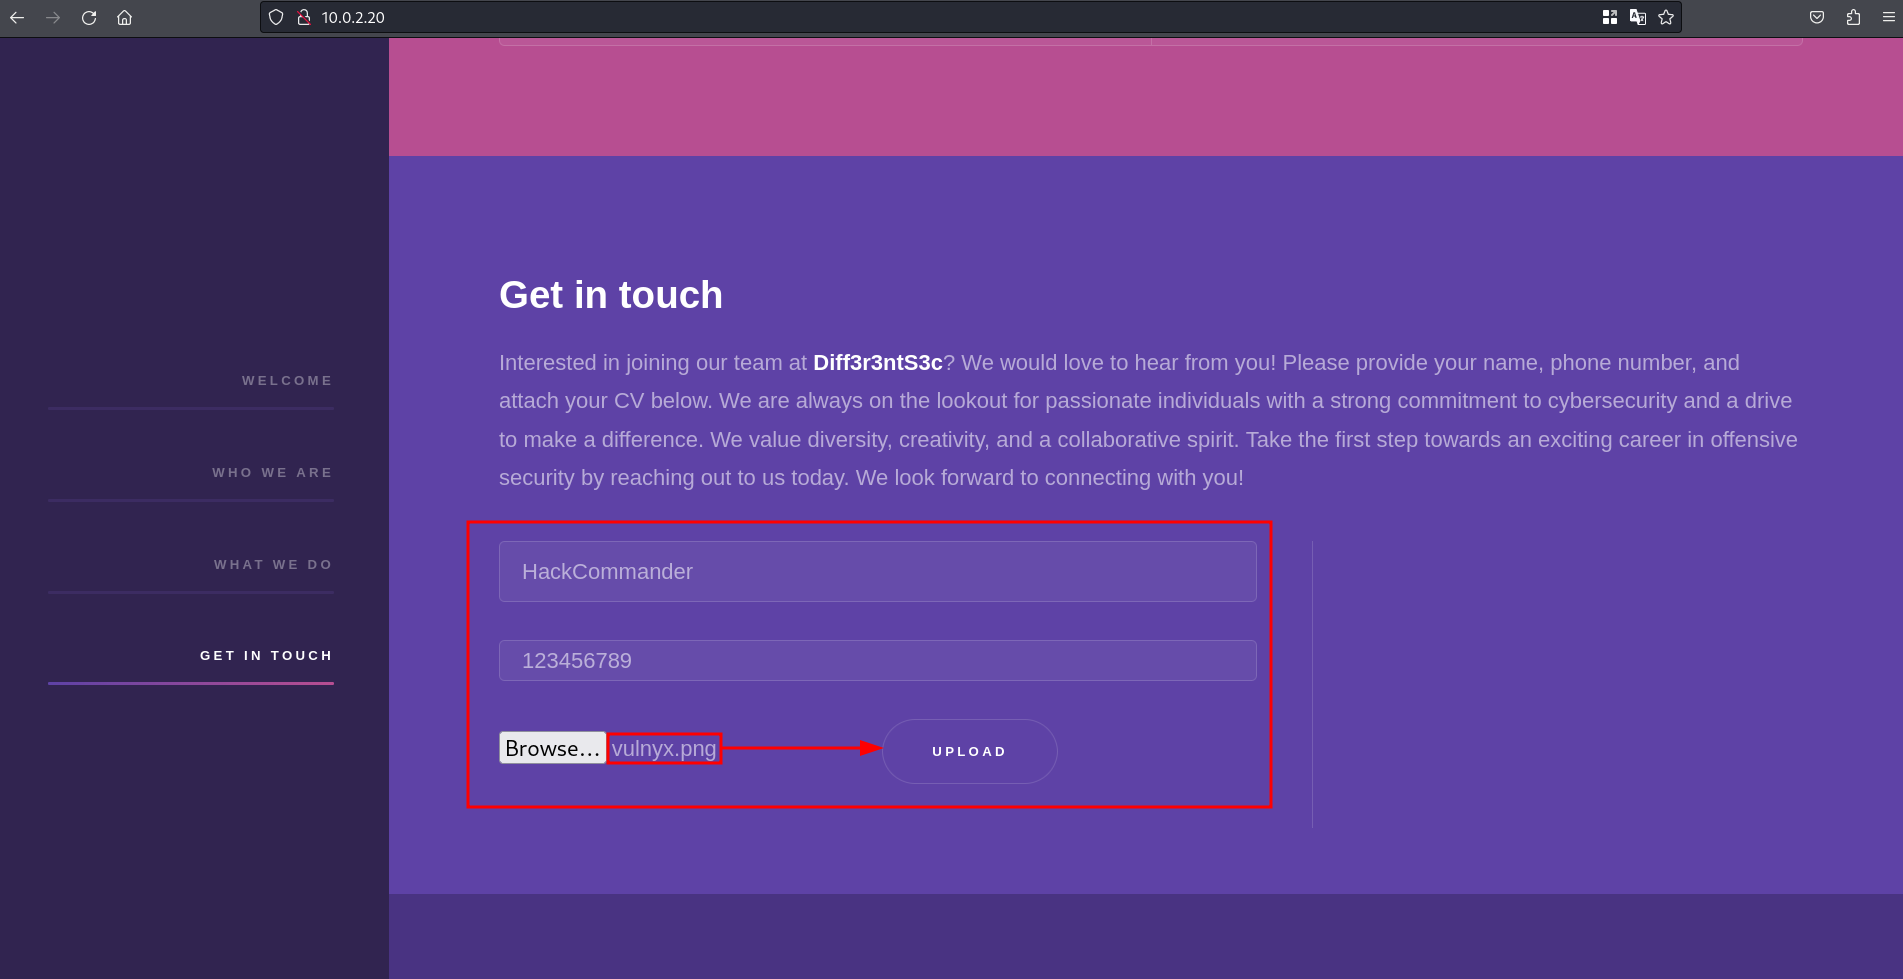 10.0.2.20
WELCOME
WHO WE ARE
WHAT WE DO
GET IN TOUCH
Get in touch
Interested in joining our team at Diff3r3ntS3c? We would love to hear from you! Please provide your name, phone number, and
attach your CV below. We are always on the lookout for passionate individuals with a strong commitment to cybersecurity and a drive
to make a difference. We value diversity, creativity, and a collaborative spirit. Take the first step towards an exciting career in offensive
security by reaching out to us today. We look forward to connecting with you!
HackCommander
123456789
Browse... vulnyx.png UPLOAD